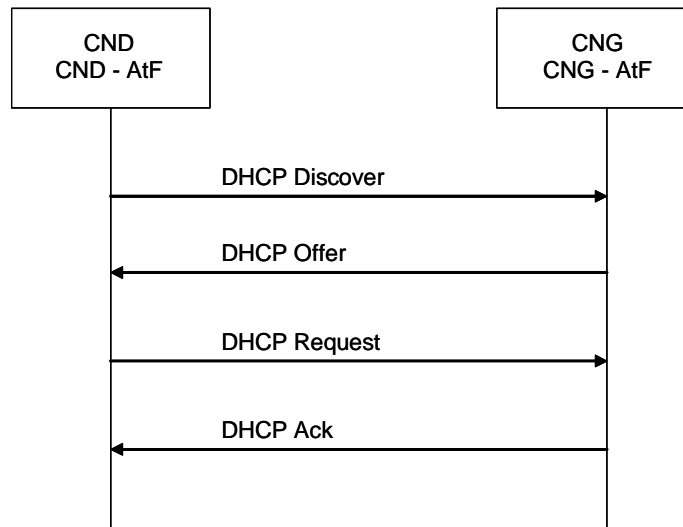 CND
CND - AtF
CNG
CNG - AtF
DHCP Discover
DHCP Offer
DHCP Request
DHCP Ack